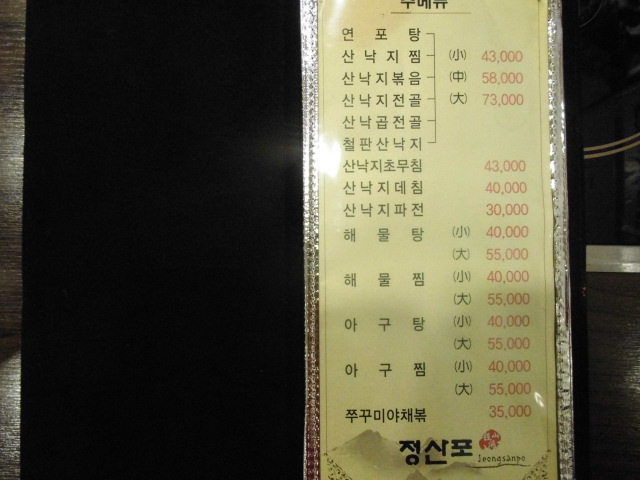 주메뉴
연 포 탕
산 낙 지 찜 (小) 43,000
산낙지볶음 (中) 58,000
산낙지전골 (大) 73,000
산낙곱전골
철판산낙지
산낙지초무침 43,000
산낙지데침 40,000
산낙지파전 30,000
해 물 탕 (小) 40,000
(大) 55,000
해 물 찜 (小) 40,000
(大) 55,000
아 구 탕 (小) 40,000
(大) 55,000
아 구 찜 (小) 40,000
(大) 55,000
쭈꾸미야채볶 35,000
정산포
Jeongsanpo